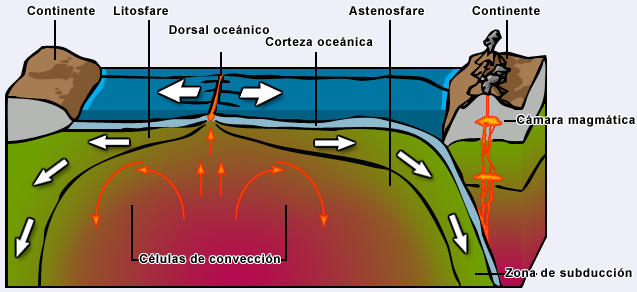 Continente
Litosfare
Astenosfare
Continente
Dorsal oceánico
Corteza oceánica
Cámara magmática
Células de convección
Zona de subducción